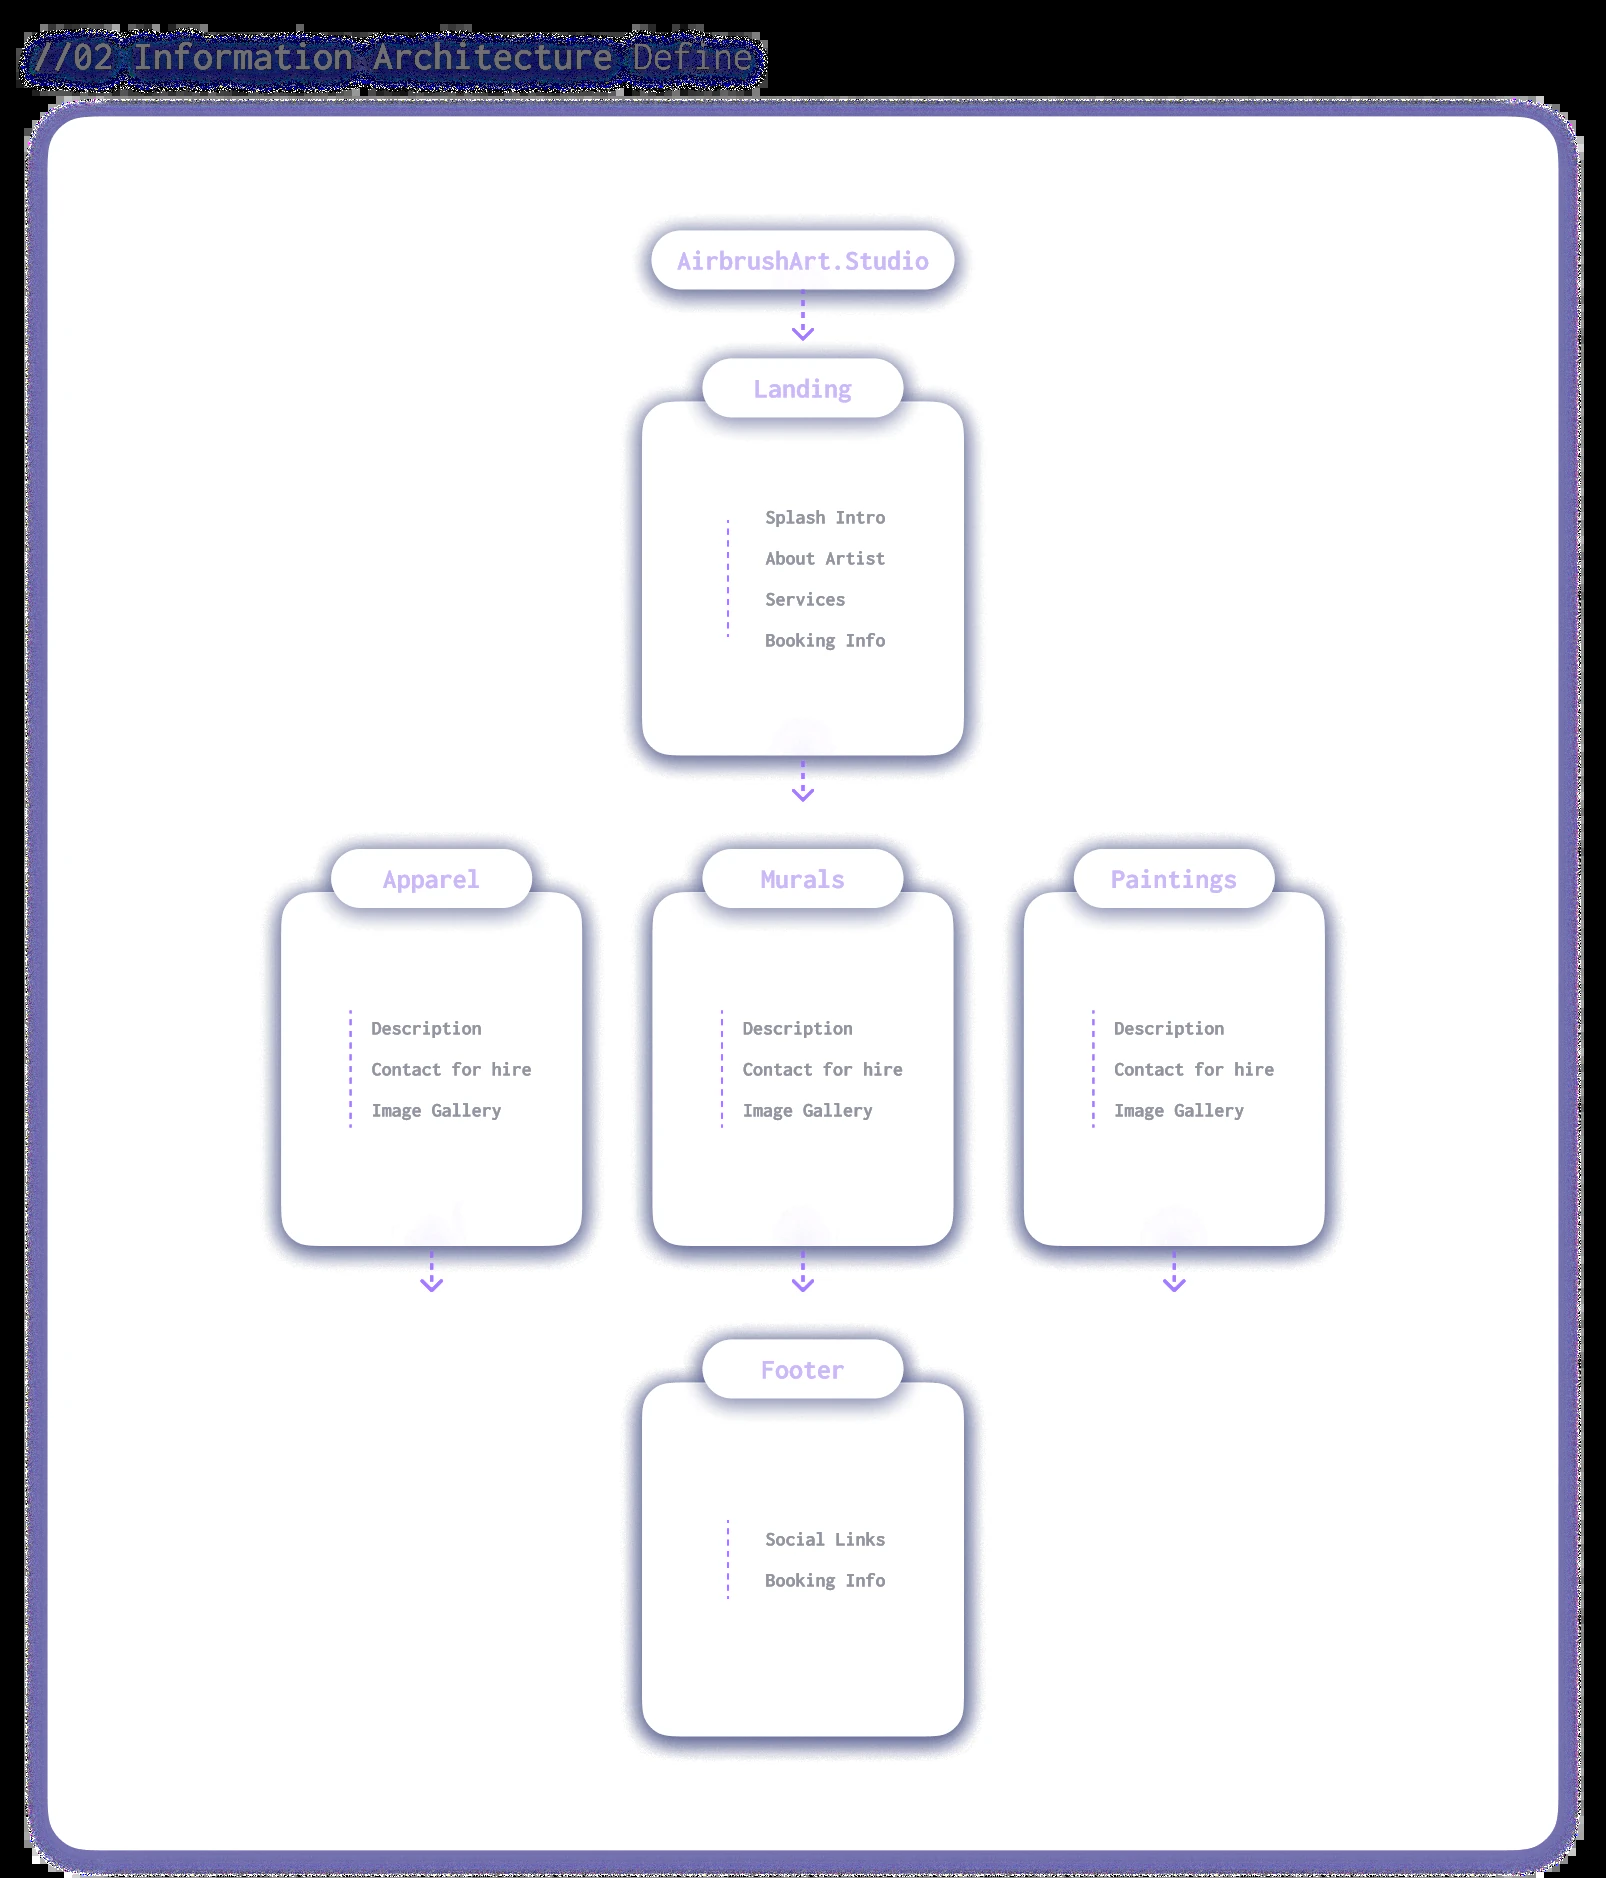 //02 Information Architecture Define
AirbrushArt.Studio
Landing
Splash Intro
About Artist
Services
Booking Info
Apparel
Description
Contact for hire
Image Gallery
Murals
Description
Contact for hire
Image Gallery
Paintings
Description
Contact for hire
Image Gallery
Footer
Social Links
Booking Info